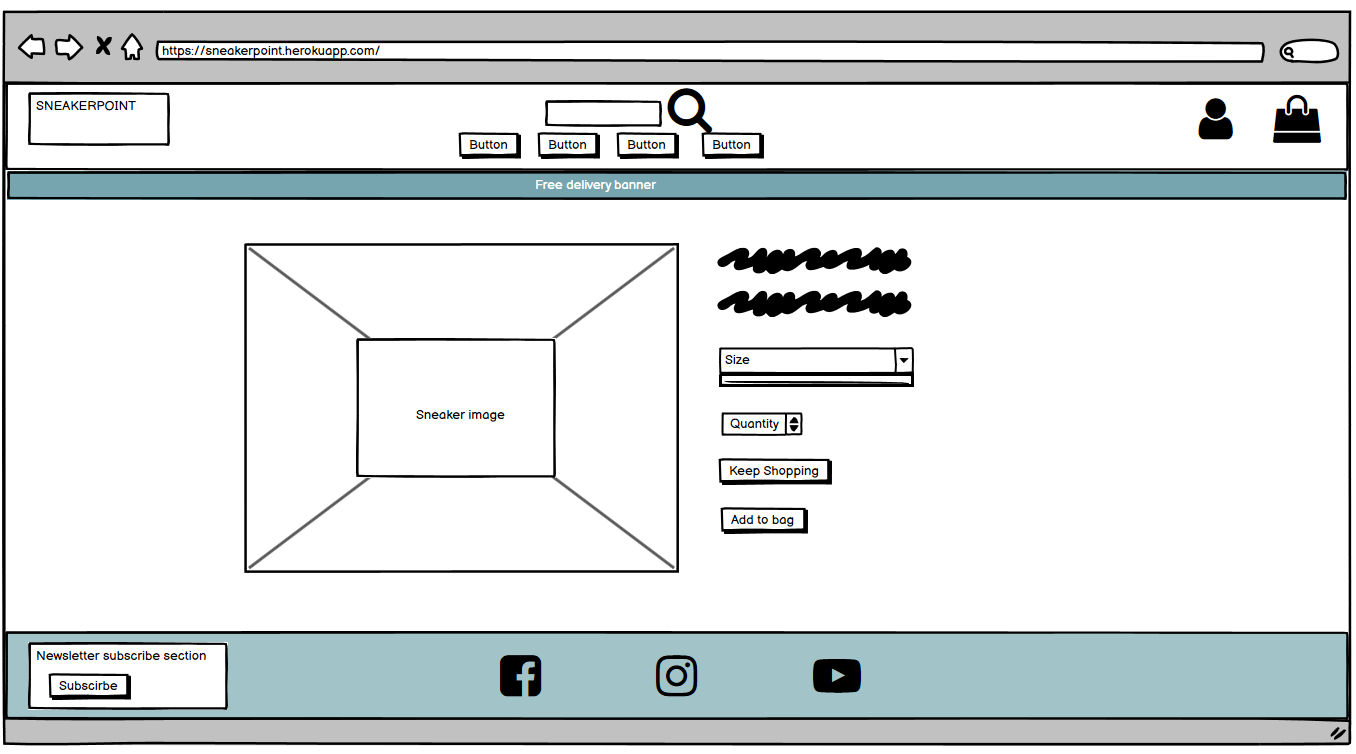 https://sneakerpoint.herokuapp.com/
SNEAKERPOINT
Button Button Button Button
Free delivery banner
Sneaker image
Size
Quantity
Keep Shopping
Add to bag
Newsletter subscribe section
Subscirbe